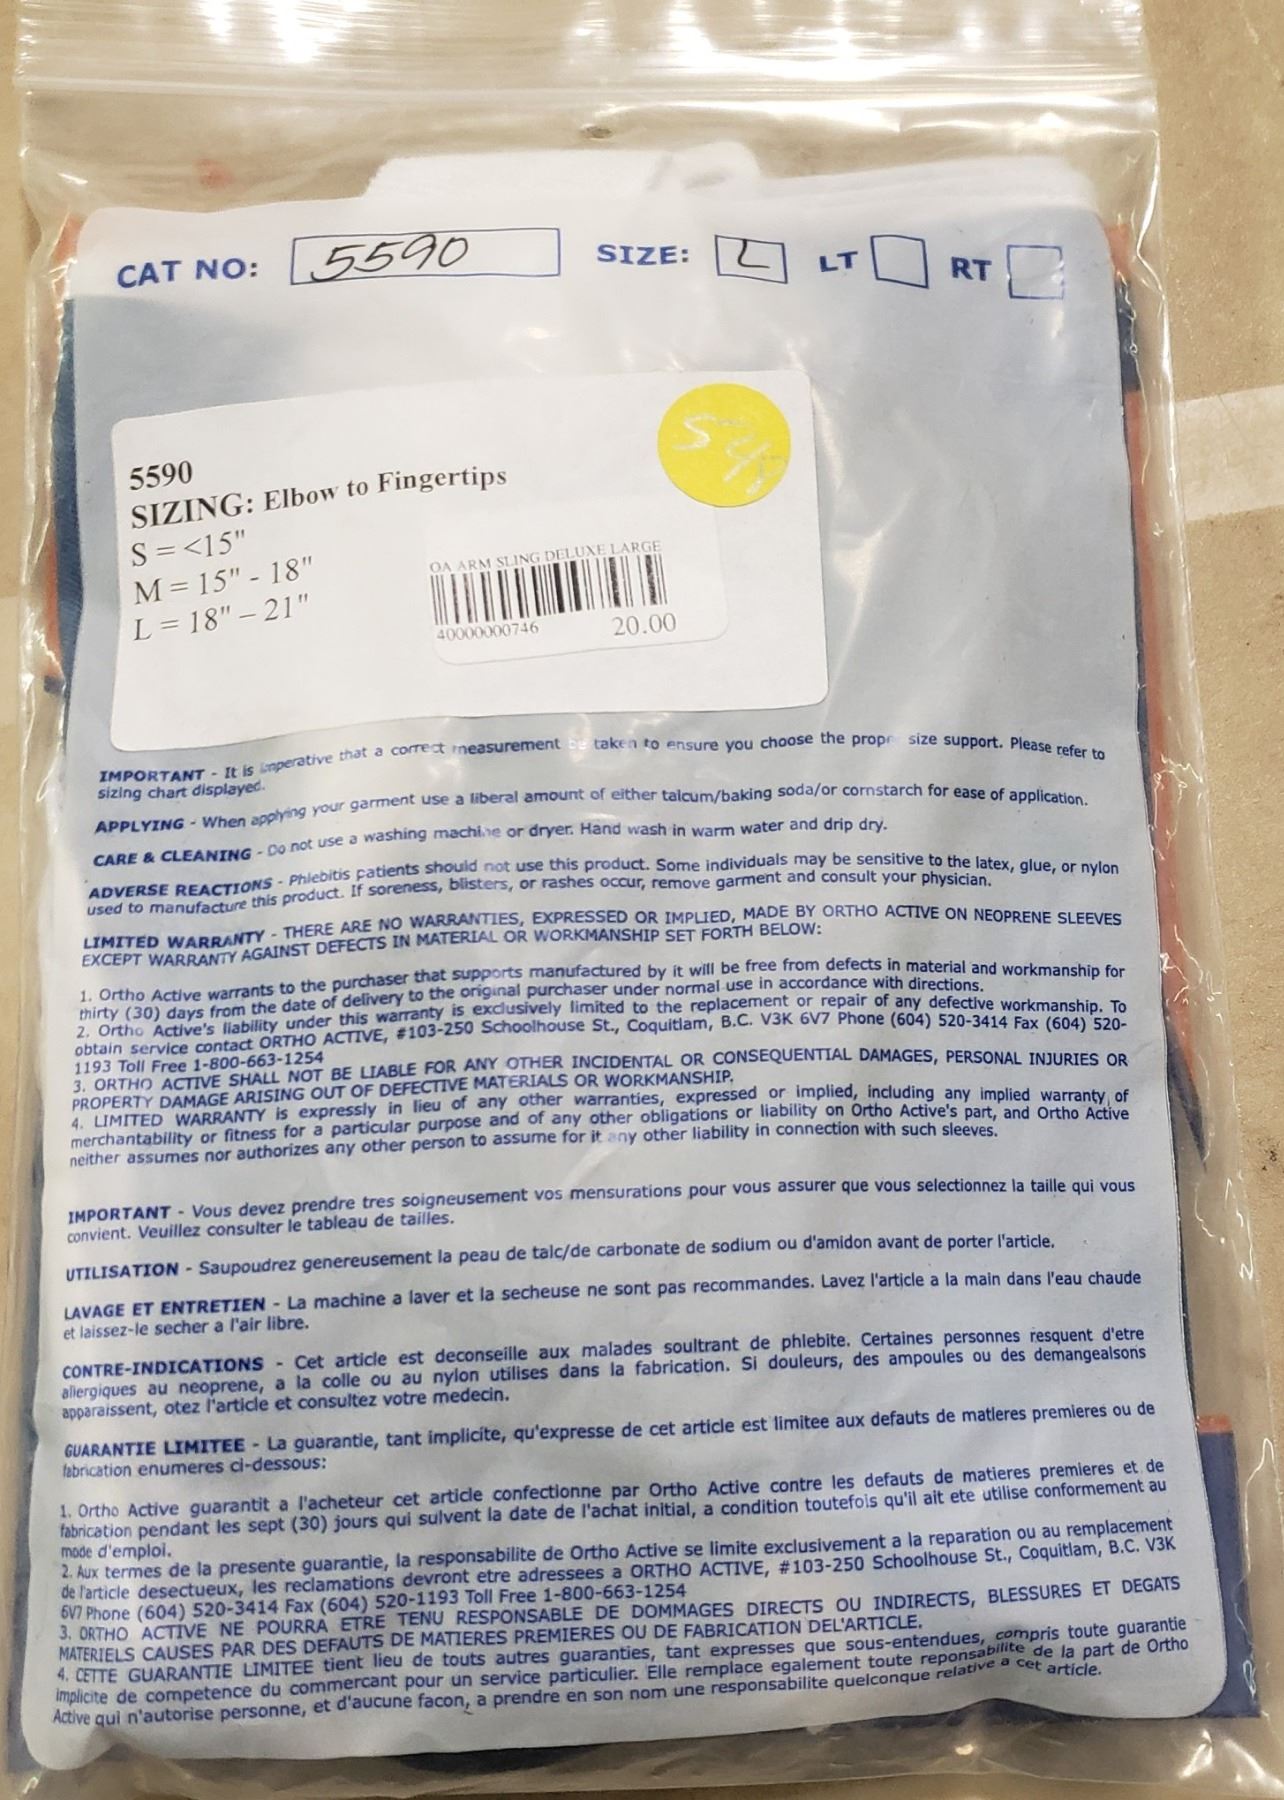 CAT NO: 5590 SIZE: L LT RT
5590
SIZING: Elbow to Fingertips
S = <15"
M = 15" - 18"
L = 18" – 21"
OA ARM SLING DELUXE LARGE
40000000746 20.00
IMPORTANT - It is imperative that a correct measurement be taken to ensure you choose the proper size support. Please refer to
sizing chart displayed.
APPLYING - When applying your garment use a liberal amount of either talcum/baking soda/or cornstarch for ease of application.
CARE & CLEANING - Do not use a washing machine or dryer. Hand wash in warm water and drip dry.
ADVERSE REACTIONS - Phlebitis patients should not use this product. Some individuals may be sensitive to the latex, glue, or nylon
used to manufacture this product. If soreness, blisters, or rashes occur, remove garment and consult your physician.
LIMITED WARRANTY - THERE ARE NO WARRANTIES, EXPRESSED OR IMPLIED, MADE BY ORTHO ACTIVE ON NEOPRENE SLEEVES
EXCEPT WARRANTY AGAINST DEFECTS IN MATERIAL OR WORKMANSHIP SET FORTH BELOW:
1. Ortho Active warrants to the purchaser that supports manufactured by it will be free from defects in material and workmanship for
thirty (30) days from the date of delivery to the original purchaser under normal use in accordance with directions.
2. Ortho Active's liability under this warranty is exclusively limited to the replacement or repair of any defective workmanship. To
obtain service contact ORTHO ACTIVE, #103-250 Schoolhouse St., Coquitlam, B.C. V3K 6V7 Phone (604) 520-3414 Fax (604) 520-
1193 Toll Free 1-800-663-1254
3. ORTHO ACTIVE SHALL NOT BE LIABLE FOR ANY OTHER INCIDENTAL OR CONSEQUENTIAL DAMAGES, PERSONAL INJURIES OR
PROPERTY DAMAGE ARISING OUT OF DEFECTIVE MATERIALS OR WORKMANSHIP.
4. LIMITED WARRANTY is expressly in lieu of any other warranties, expressed or implied, including any implied warranty of
merchantability or fitness for a particular purpose and of any other obligations or liability on Ortho Active's part, and Ortho Active
neither assumes nor authorizes any other person to assume for it any other liability in connection with such sleeves.
IMPORTANT - Vous devez prendre tres soigneusement vos mensurations pour vous assurer que vous selectionnez la taille qui vous
convient. Veuillez consulter le tableau de tailles.
UTILISATION - Saupoudrez genereusement la peau de talc/de carbonate de sodium ou d'amidon avant de porter l'article.
LAVAGE ET ENTRETIEN - La machine a laver et la secheuse ne sont pas recommandes. Lavez l'article a la main dans l'eau chaude
et laissez-le secher a l'air libre.
CONTRE-INDICATIONS - Cet article est deconseille aux malades soultrant de phlebite. Certaines personnes resquent d'etre
allergiques au neoprene, a la colle ou au nylon utilises dans la fabrication. Si douleurs, des ampoules ou des demangealsons
apparaissent, otez l'article et consultez votre medecin.
GUARANTIE LIMITEE - La guarantie, tant implicite, qu'expresse de cet article est limitee aux defauts de matieres premieres ou de
fabrication enumeres ci-dessous:
1. Ortho Active guarantit a l'acheteur cet article confectionne par Ortho Active contre les defauts de matieres premieres et de
fabrication pendant les sept (30) jours qui suivent la date de l'achat initial, a condition toutefois qu'il ait ete utilise conformement au
mode d'emploi.
2. Aux termes de la presente guarantie, la responsabilite de Ortho Active se limite exclusivement a la reparation ou au remplacement
de l'article desectueux, les reclamations devront etre adressees a ORTHO ACTIVE, #103-250 Schoolhouse St., Coquitlam, B.C. V3K
6V7 Phone (604) 520-3414 Fax (604) 520-1193 Toll Free 1-800-663-1254
3. ORTHO ACTIVE NE POURRA ETRE TENU RESPONSABLE DE DOMMAGES DIRECTS OU INDIRECTS, BLESSURES ET DEGATS
MATERIELS CAUSES PAR DES DEFAUTS DE MATIERES PREMIERES OU DE FABRICATION DEL'ARTICLE.
4. CETTE GUARANTIE LIMITEE tient lieu de touts autres guaranties, tant expresses que sous-entendues, compris toute guarantie
implicite de competence du commercant pour un service particulier. Elle remplace egalement toute reponsabilite de la part de Ortho
Active qui n'autorise personne, et d'aucune facon, a prendre en son nom une responsabilite quelconque relative a cet article.